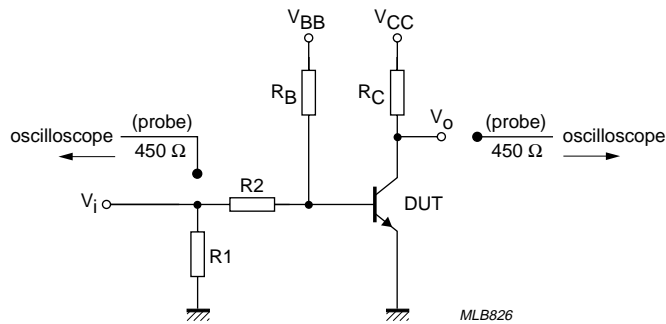 VBB
VCC
RB
RC
(probe)
oscilloscope
450 Ω
Vo
(probe)
oscilloscope
450 Ω
R2
Vi
DUT
R1
MLB826